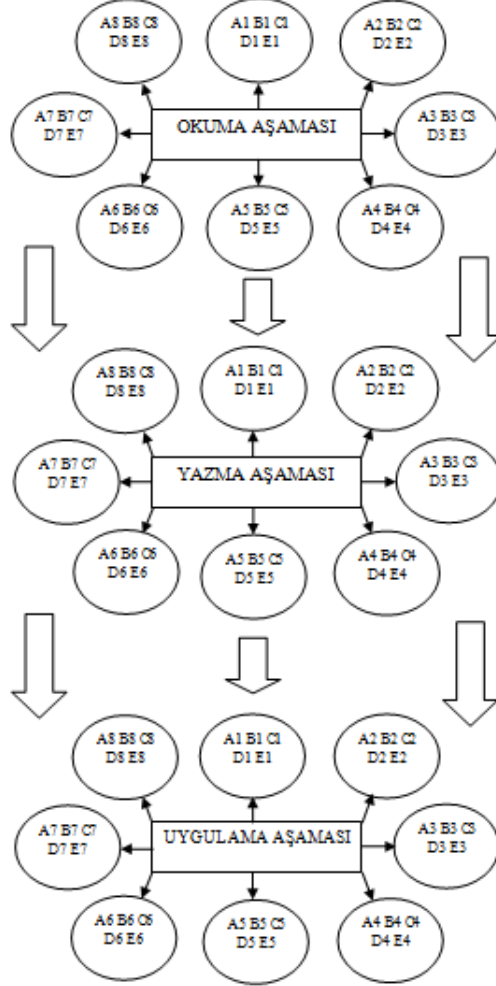 A8 B8 C8
D8 E8
A1 B1 C1
D1 E1
A2 B2 C2
D2 E2
A7 B7 C7
D7 E7
OKUMA AŞAMASI
A3 B3 C3
D3 E3
A6 B6 C6
D6 E6
A5 B5 C5
D5 E5
A4 B4 C4
D4 E4
A8 B8 C8
D8 E8
A1 B1 C1
D1 E1
A2 B2 C2
D2 E2
A7 B7 C7
D7 E7
YAZMA AŞAMASI
A3 B3 C3
D3 E3
A6 B6 C6
D6 E6
A5 B5 C5
D5 E5
A4 B4 C4
D4 E4
A8 B8 C8
D8 E8
A1 B1 C1
D1 E1
A2 B2 C2
D2 E2
A7 B7 C7
D7 E7
UYGULAMA AŞAMASI
A3 B3 C3
D3 E3
A6 B6 C6
D6 E6
A5 B5 C5
D5 E5
A4 B4 C4
D4 E4